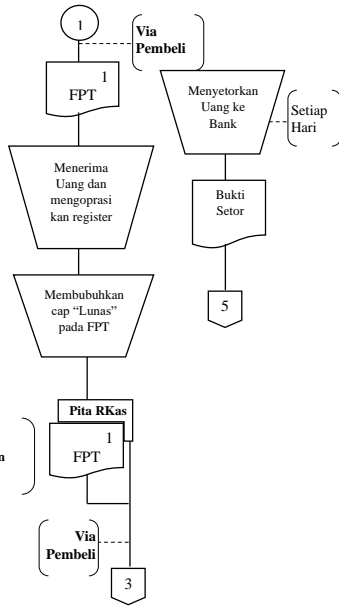 1
Via
Pembeli
1
FPT
Menerima
Uang dan
mengoprasi
kan register
Membubuhkan
cap “Lunas”
pada FPT
Pita RKas
1
FPT
n
Via
Pembeli
3
Menyetorkan
Uang ke
Bank
Setiap
Hari
Bukti
Setor
5